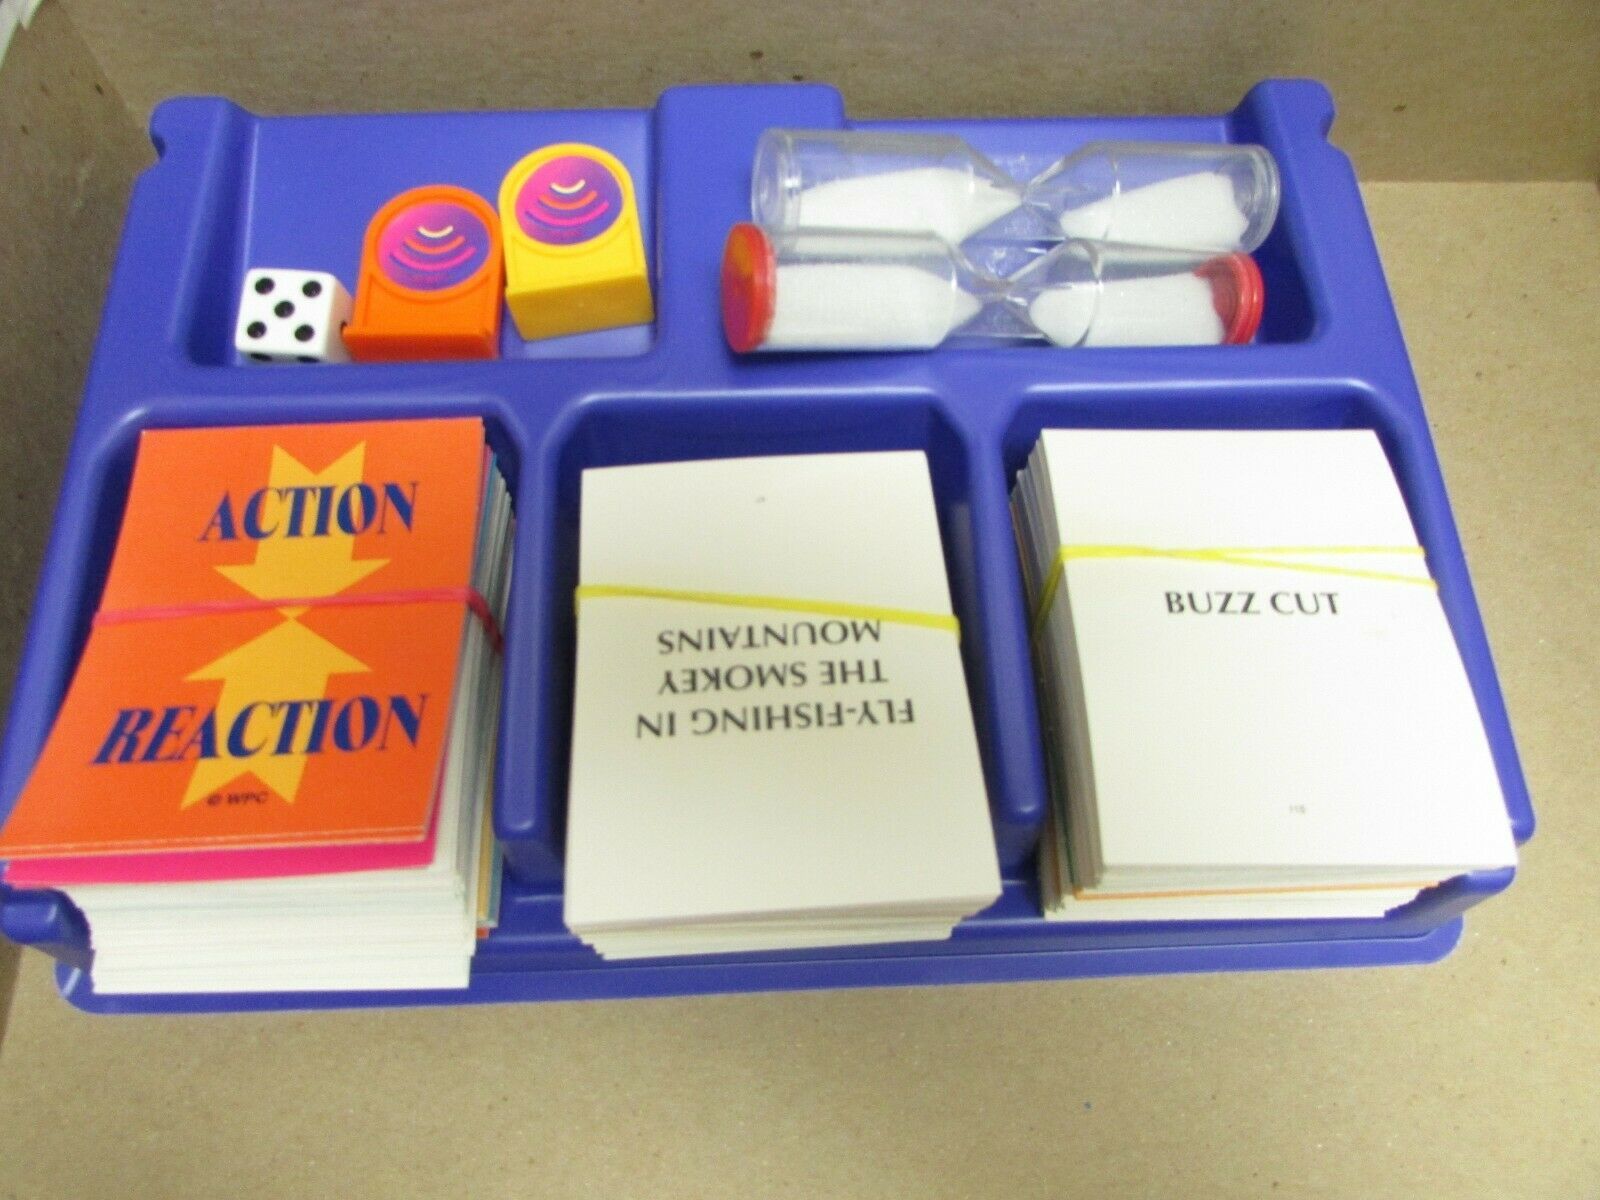 ACTION
REACTION
© WPC
FLY-FISHING IN
THE SMOKEY
MOUNTAINS
BUZZ CUT